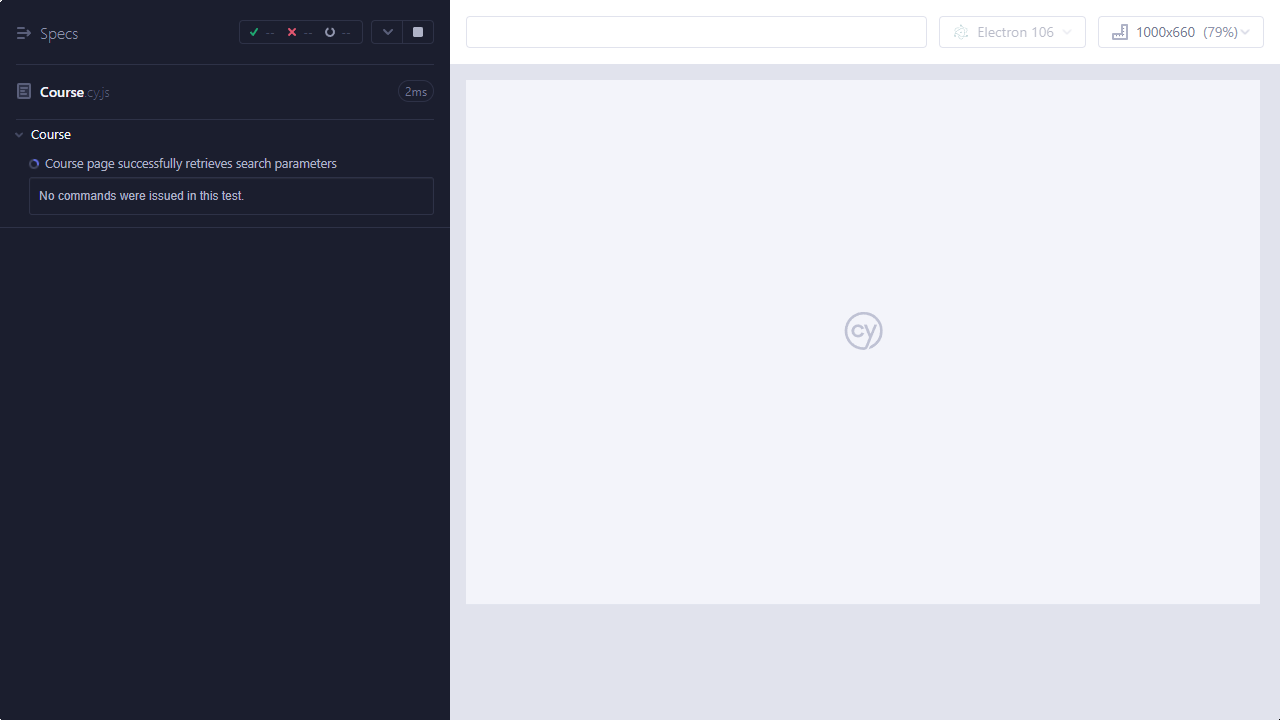 Specs
-- -- --
Electron 106
1000x660 (79%)
Course.cy.js
2ms
Course
Course page successfully retrieves search parameters
No commands were issued in this test.
cy